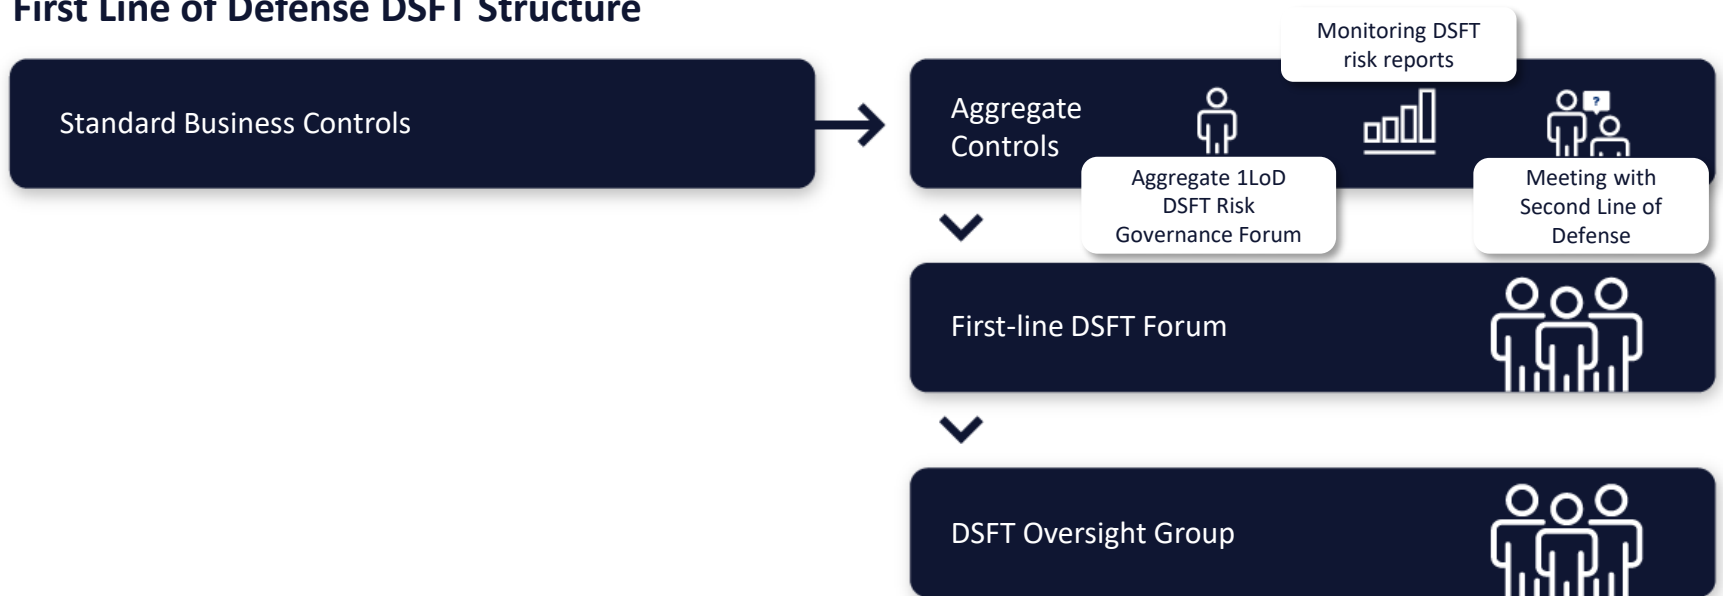 First Line of Defense DSFT Structure
Monitoring DSFT
risk reports
Standard Business Controls
Aggregate
Controls
?
Aggregate 1LoD
DSFT Risk
Governance Forum
Meeting with
Second Line of
Defense
First-line DSFT Forum
DSFT Oversight Group